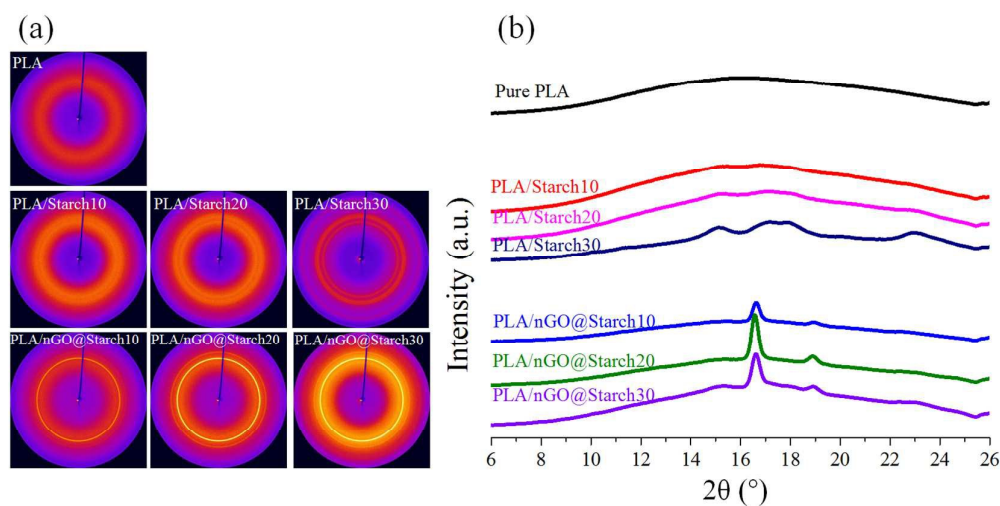 (a)
PLA
PLA/Starch10 PLA/Starch20 PLA/Starch30
PLA/nGO@Starch10 PLA/nGO@Starch20 PLA/nGO@Starch30
(b)
Intensity (a.u.)
Pure PLA
PLA/Starch10
PLA/Starch20
PLA/Starch30
PLA/nGO@Starch10
PLA/nGO@Starch20
PLA/nGO@Starch30
6 8 10 12 14 16 18 20 22 24 26
2θ (°)